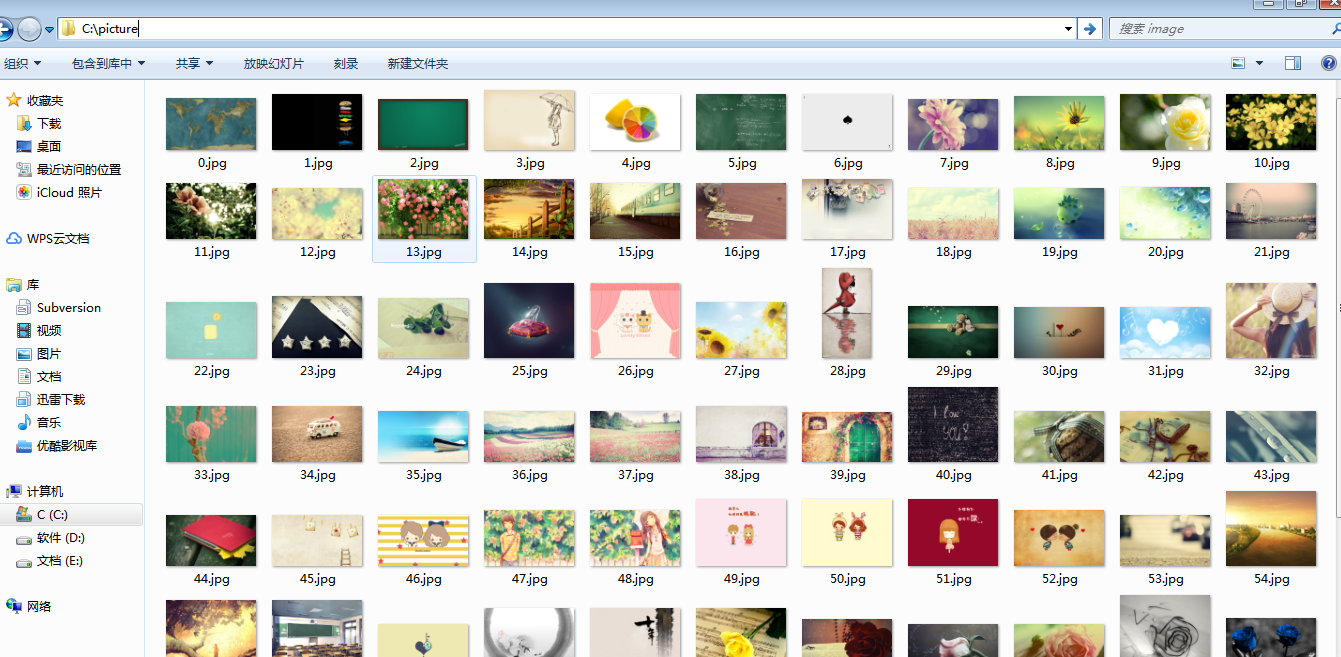 C:\picture
搜索 image
组织 包含到库中 共享 放映幻灯片 刻录 新建文件夹
收藏夹
下载
桌面
最近访问的位置
iCloud 照片
WPS云文档
库
Subversion
视频
图片
文档
迅雷下载
音乐
优酷影视库
计算机
C (C:)
软件 (D:)
文档 (E:)
网络
0.jpg 1.jpg 2.jpg 3.jpg 4.jpg 5.jpg 6.jpg 7.jpg 8.jpg 9.jpg 10.jpg
11.jpg 12.jpg 13.jpg 14.jpg 15.jpg 16.jpg 17.jpg 18.jpg 19.jpg 20.jpg 21.jpg
22.jpg 23.jpg 24.jpg 25.jpg 26.jpg 27.jpg 28.jpg 29.jpg 30.jpg 31.jpg 32.jpg
I love
YOU!
33.jpg 34.jpg 35.jpg 36.jpg 37.jpg 38.jpg 39.jpg 40.jpg 41.jpg 42.jpg 43.jpg
44.jpg 45.jpg 46.jpg 47.jpg 48.jpg 49.jpg 50.jpg 51.jpg 52.jpg 53.jpg 54.jpg